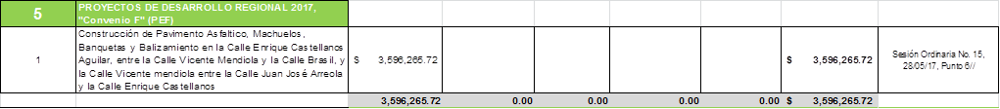 5 PROYECTOS DE DESARROLLO REGIONAL 2017,
"Convenio F" (PEF)
Construcción de Pavimento Asfaltico, Machuelos,
Banquetas y Balizamiento en la Calle Enrique Castellanos
1 Aguilar, entre la Calle Vicente Mendiola y la Calle Brasil, y $ 3,596,265.72 $ 3,596,265.72 Sesión Ordinaria No. 15,
la Calle Vicente mendiola entre la Calle Juan José Arreola 28/05/17, Punto 6//
y la Calle Enrique Castellanos
3,596,265.72 0.00 0.00 0.00 0.00 $ 3,596,265.72